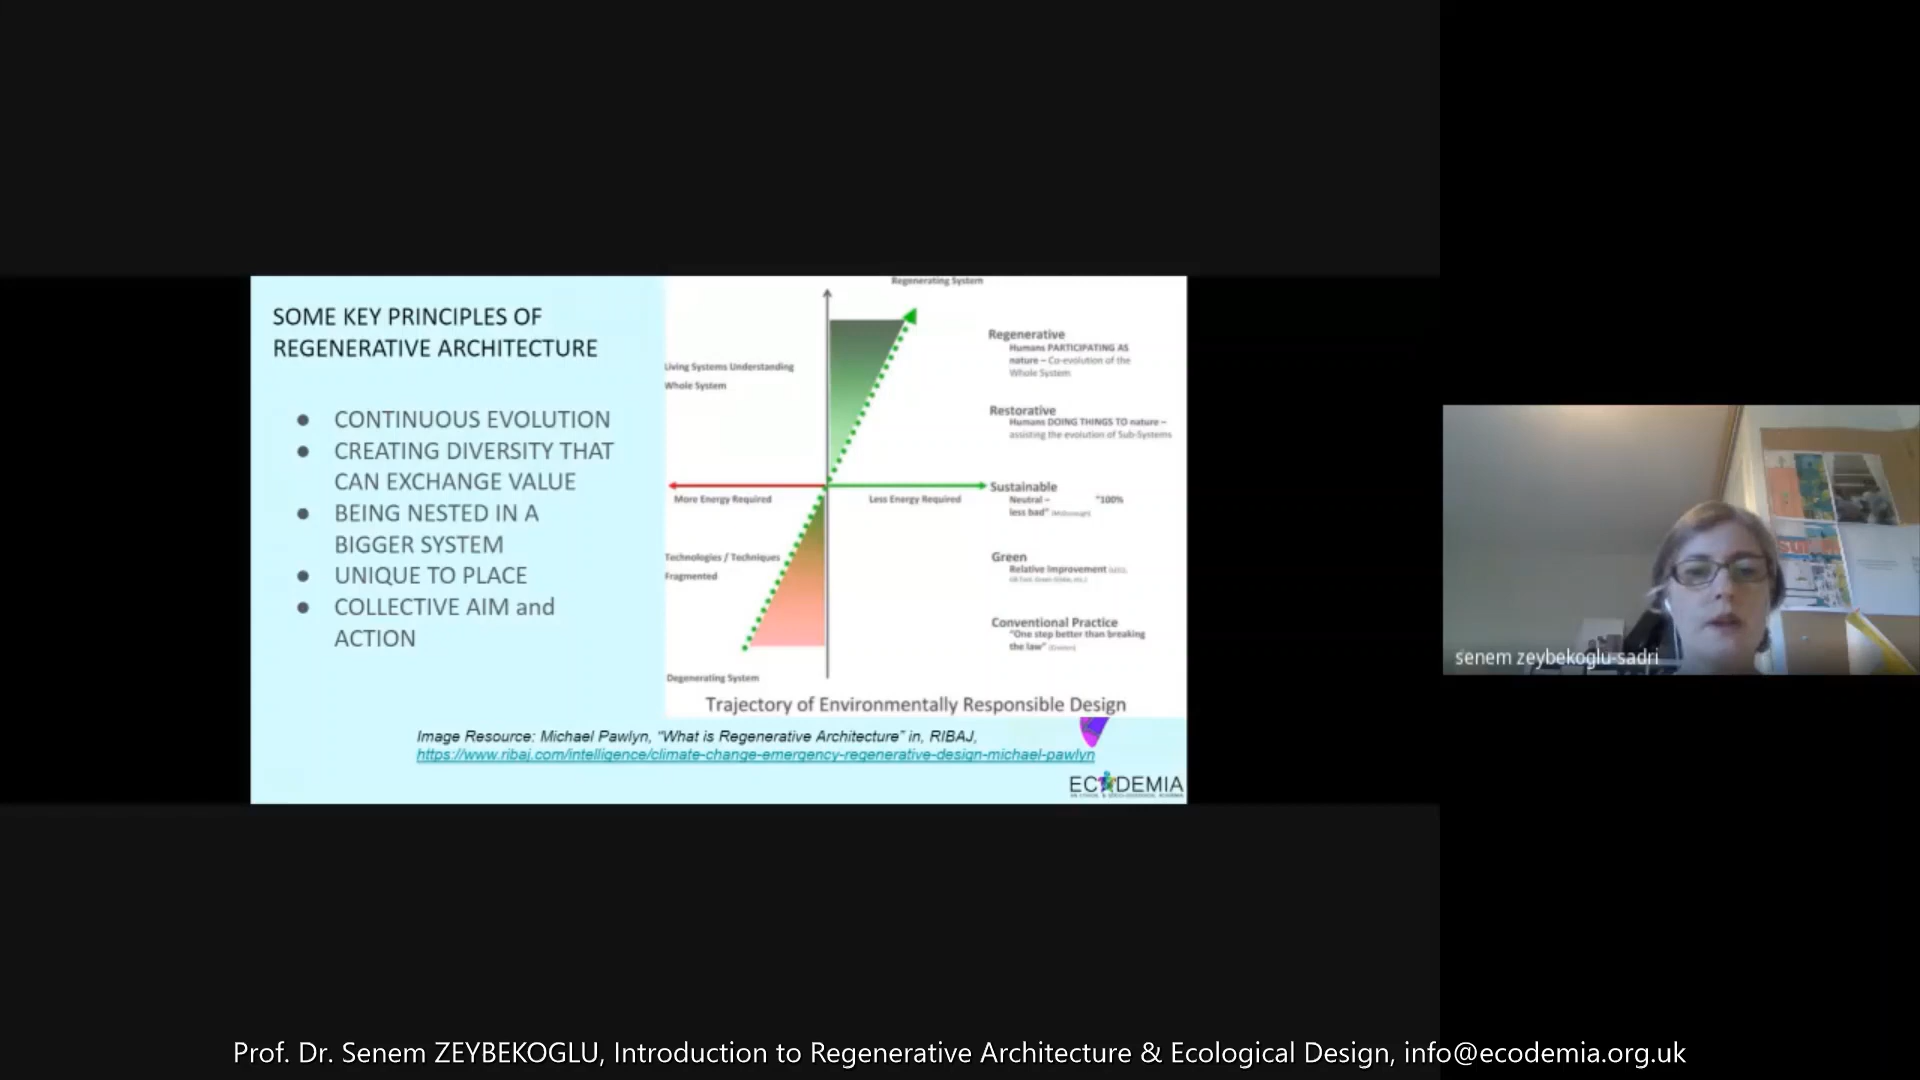 SOME KEY PRINCIPLES OF
REGENERATIVE ARCHITECTURE
● CONTINUOUS EVOLUTION
● CREATING DIVERSITY THAT
CAN EXCHANGE VALUE
● BEING NESTED IN A
BIGGER SYSTEM
● UNIQUE TO PLACE
● COLLECTIVE AIM and
ACTION
Regenerating System
Living Systems Understanding
Whole System
More Energy Required
Less Energy Required
Technologies / Techniques
Fragmented
Degenerating System
Regenerative
Humans PARTICIPATING AS
nature – Co-evolution of the
Whole System
Restorative
Humans DOING THINGS TO nature –
assisting the evolution of Sub-Systems
Sustainable
Neutral – "100%
less bad" (McDonough)
Green
Relative Improvement
Conventional Practice
"One step better than breaking
the law" (Croxton)
Trajectory of Environmentally Responsible Design
Image Resource: Michael Pawlyn, "What is Regenerative Architecture" in, RIBAJ,
https://www.ribaj.com/intelligence/climate-change-emergency-regenerative-design-michael-pawlyn
ECODEMIA
senem zeybekoglu-sadri
Prof. Dr. Senem ZEYBEKOGLU, Introduction to Regenerative Architecture & Ecological Design, info@ecodemia.org.uk